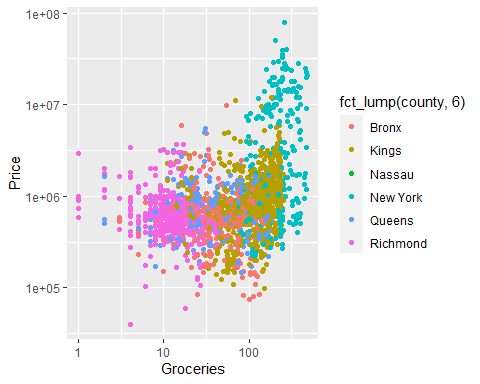 1e+08
1e+07
1e+06
1e+05
Price
1
10
100
Groceries
fct_lump(county, 6)
Bronx
Kings
Nassau
New York
Queens
Richmond